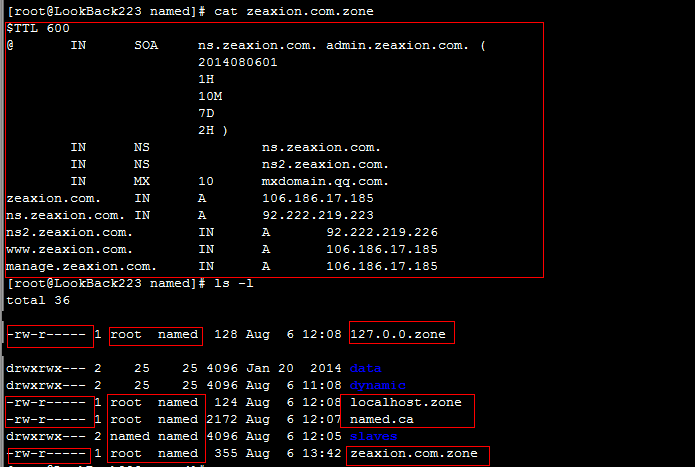 [root@LookBack223 named]# cat zeaxion.com.zone
$TTL 600
@ IN SOA ns.zeaxion.com. admin.zeaxion.com. (
2014080601
1H
10M
7D
2H )
IN NS ns.zeaxion.com.
IN NS ns2.zeaxion.com.
IN MX 10 mxdomain.qq.com.
zeaxion.com. IN A 106.186.17.185
ns.zeaxion.com. IN A 92.222.219.223
ns2.zeaxion.com. IN A 92.222.219.226
www.zeaxion.com. IN A 106.186.17.185
manage.zeaxion.com. IN A 106.186.17.185
[root@LookBack223 named]# ls -l
total 36
-rw-r----- 1 root named 128 Aug 6 12:08 127.0.0.zone
drwxrwx--- 2 25 25 4096 Jan 20 2014 data
drwxrwx--- 2 25 25 4096 Aug 6 11:08 dynamic
-rw-r----- 1 root named 124 Aug 6 12:08 localhost.zone
-rw-r----- 1 root named 2172 Aug 6 12:07 named.ca
drwxrwx--- 2 named named 4096 Aug 6 12:05 slaves
-rw-r----- 1 root named 355 Aug 6 13:42 zeaxion.com.zone